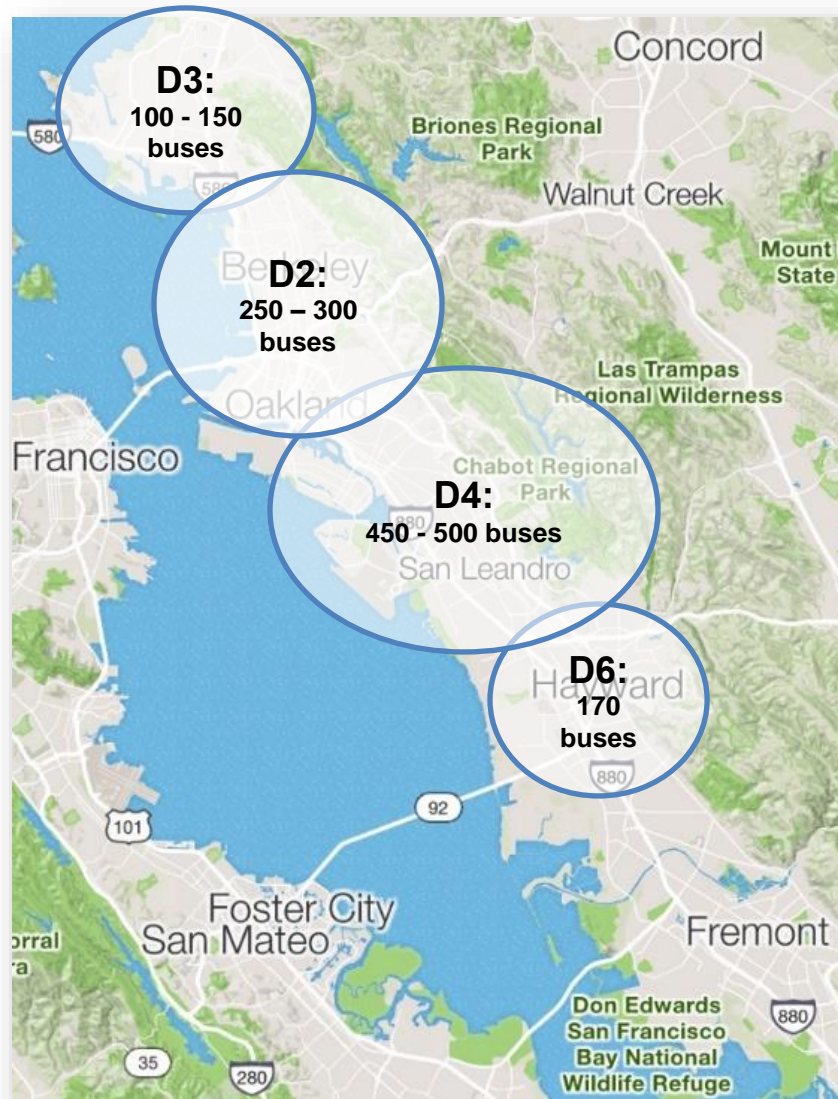 Concord
D3:
100 - 150
buses
580
Briones Regional
Park
580
Walnut Creek
Berkeley
D2:
250 – 300
buses
Mount
State
Las Trampas
Regional Wilderness
Oakland
Francisco
Chabot Regional
Park
D4:
880
450 - 500 buses
San Leandro
D6:
Hayward
170
buses
880
92
101
Foster City
San Mateo
orral
ra
Fremont
Don Edwards
San Francisco
Bay National
Wildlife Refuge
880
35
280